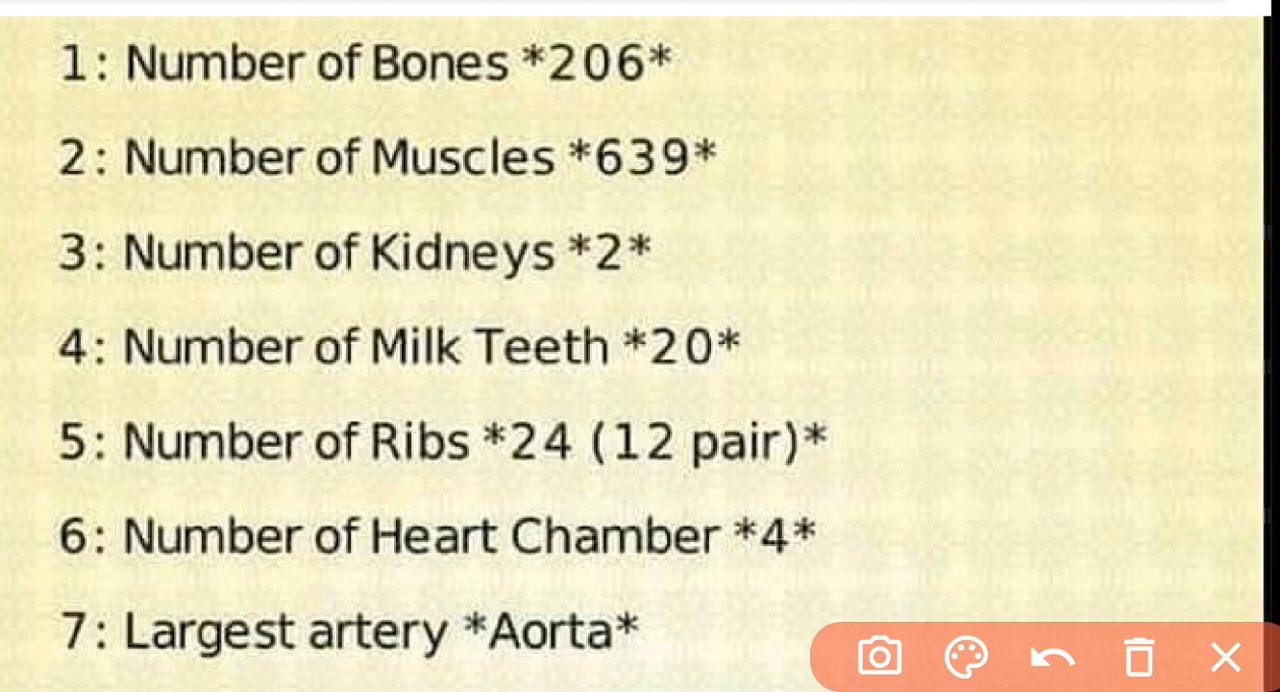 1: Number of Bones *206*
2: Number of Muscles *639*
3: Number of Kidneys *2*
4: Number of Milk Teeth *20*
5: Number of Ribs *24 (12 pair)*
6: Number of Heart Chamber *4*
7: Largest artery *Aorta*